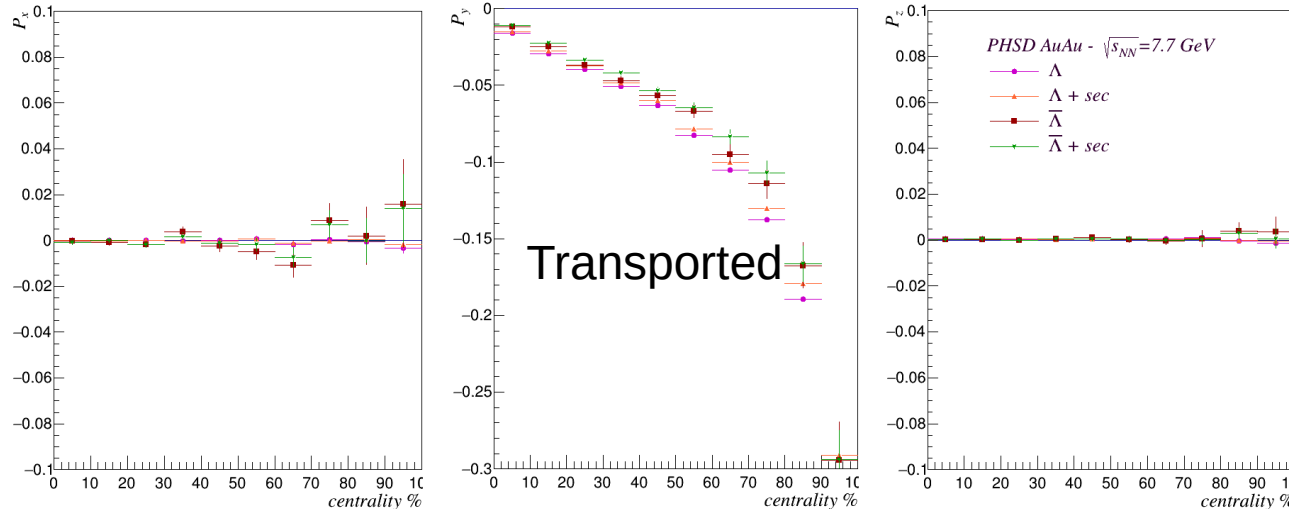 P_x
0.1
0.08
0.06
0.04
0.02
0
−0.02
−0.04
−0.06
−0.08
−0.1
0 10 20 30 40 50 60 70 80 90 100
centrality %
P_y
0
−0.05
−0.1
−0.15
−0.2
−0.25
−0.3
Transported
0 10 20 30 40 50 60 70 80 90 10
centrality %
P_z
0.1
0.08
0.06
0.04
0.02
0
−0.02
−0.04
−0.06
−0.08
−0.1
PHSD AuAu - √s_NN=7.7 GeV
Λ
Λ + sec
Λ̅
Λ̅ + sec
0 10 20 30 40 50 60 70 80 90 10
centrality %